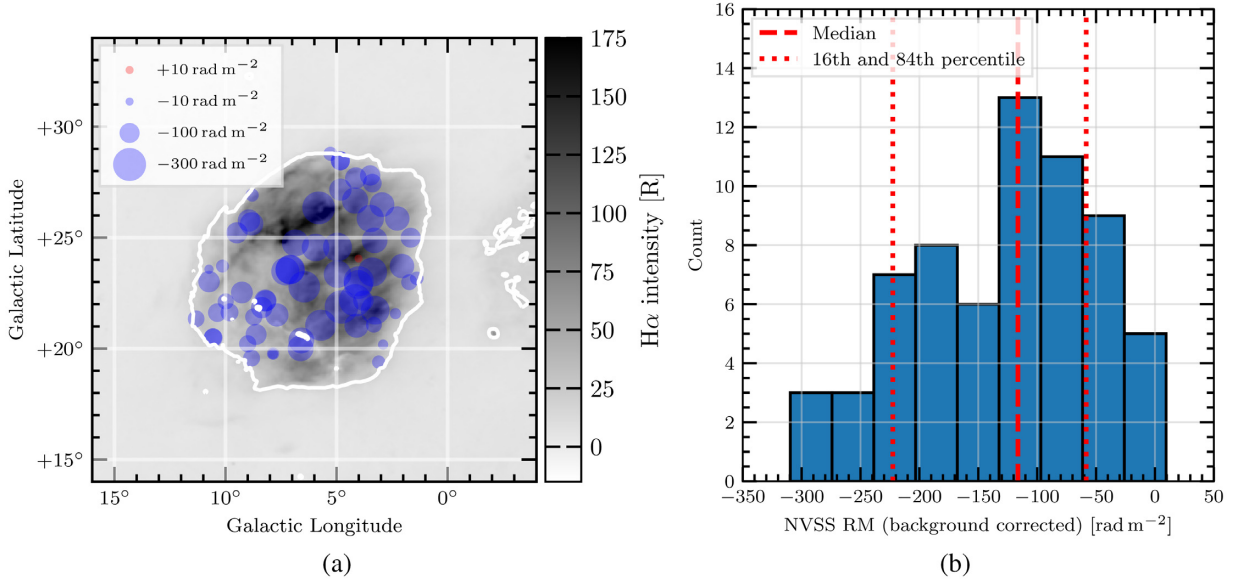 +10 rad m⁻²
−10 rad m⁻²
−100 rad m⁻²
−300 rad m⁻²
+30°
+25°
+20°
+15°
Galactic Latitude
15°
10°
5°
0°
Galactic Longitude
175
150
125
100
75
50
25
0
Hα intensity [R]
(a)
Median
16th and 84th percentile
16
14
12
10
8
6
4
2
0
Count
−350 −300 −250 −200 −150 −100 −50 0 50
NVSS RM (background corrected) [rad m⁻²]
(b)